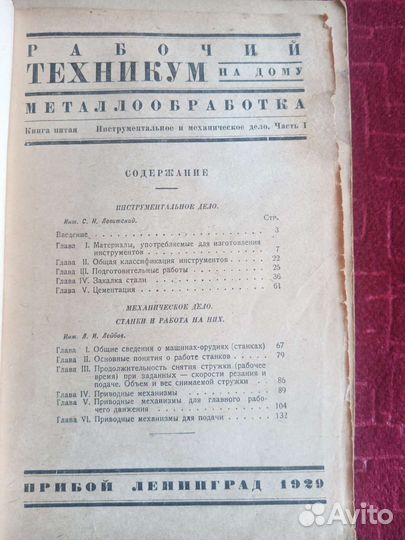 РАБОЧИЙ
ТЕХНИКУМ НА ДОМУ
МЕТАЛЛООБРАБОТКА
Книга пятая Инструментальное и механическое дело. Часть I
СОДЕРЖАНИЕ
ИНСТРУМЕНТАЛЬНОЕ ДЕЛО.
Инж. С. И. Левитский. Стр.
Введение . . . 3
Глава I. Материалы, употребляемые для изготовления
инструментов . . . 7
Глава II. Общая классификация инструментов . . . 22
Глава III. Подготовительные работы . . . 25
Глава IV. Закалка стали . . . 36
Глава V. Цементация . . . 61
МЕХАНИЧЕСКОЕ ДЕЛО.
СТАНКИ И РАБОТА НА НИХ.
Инж. Л. И. Лейбов.
Глава I. Общие сведения о машинах-орудиях (станках) 67
Глава II. Основные понятия о работе станков . . . 79
Глава III. Продолжительность снятия стружки (рабочее
время) при заданных — скорости резания и
подаче. Объем и вес снимаемой стружки . . . 86
Глава IV. Приводные механизмы . . . 89
Глава V. Приводные механизмы для главного рабо-
чего движения . . . 104
Глава VI. Приводные механизмы для подачи . . . 132
ПРИБОЙ ЛЕНИНГРАД 1929
Avito